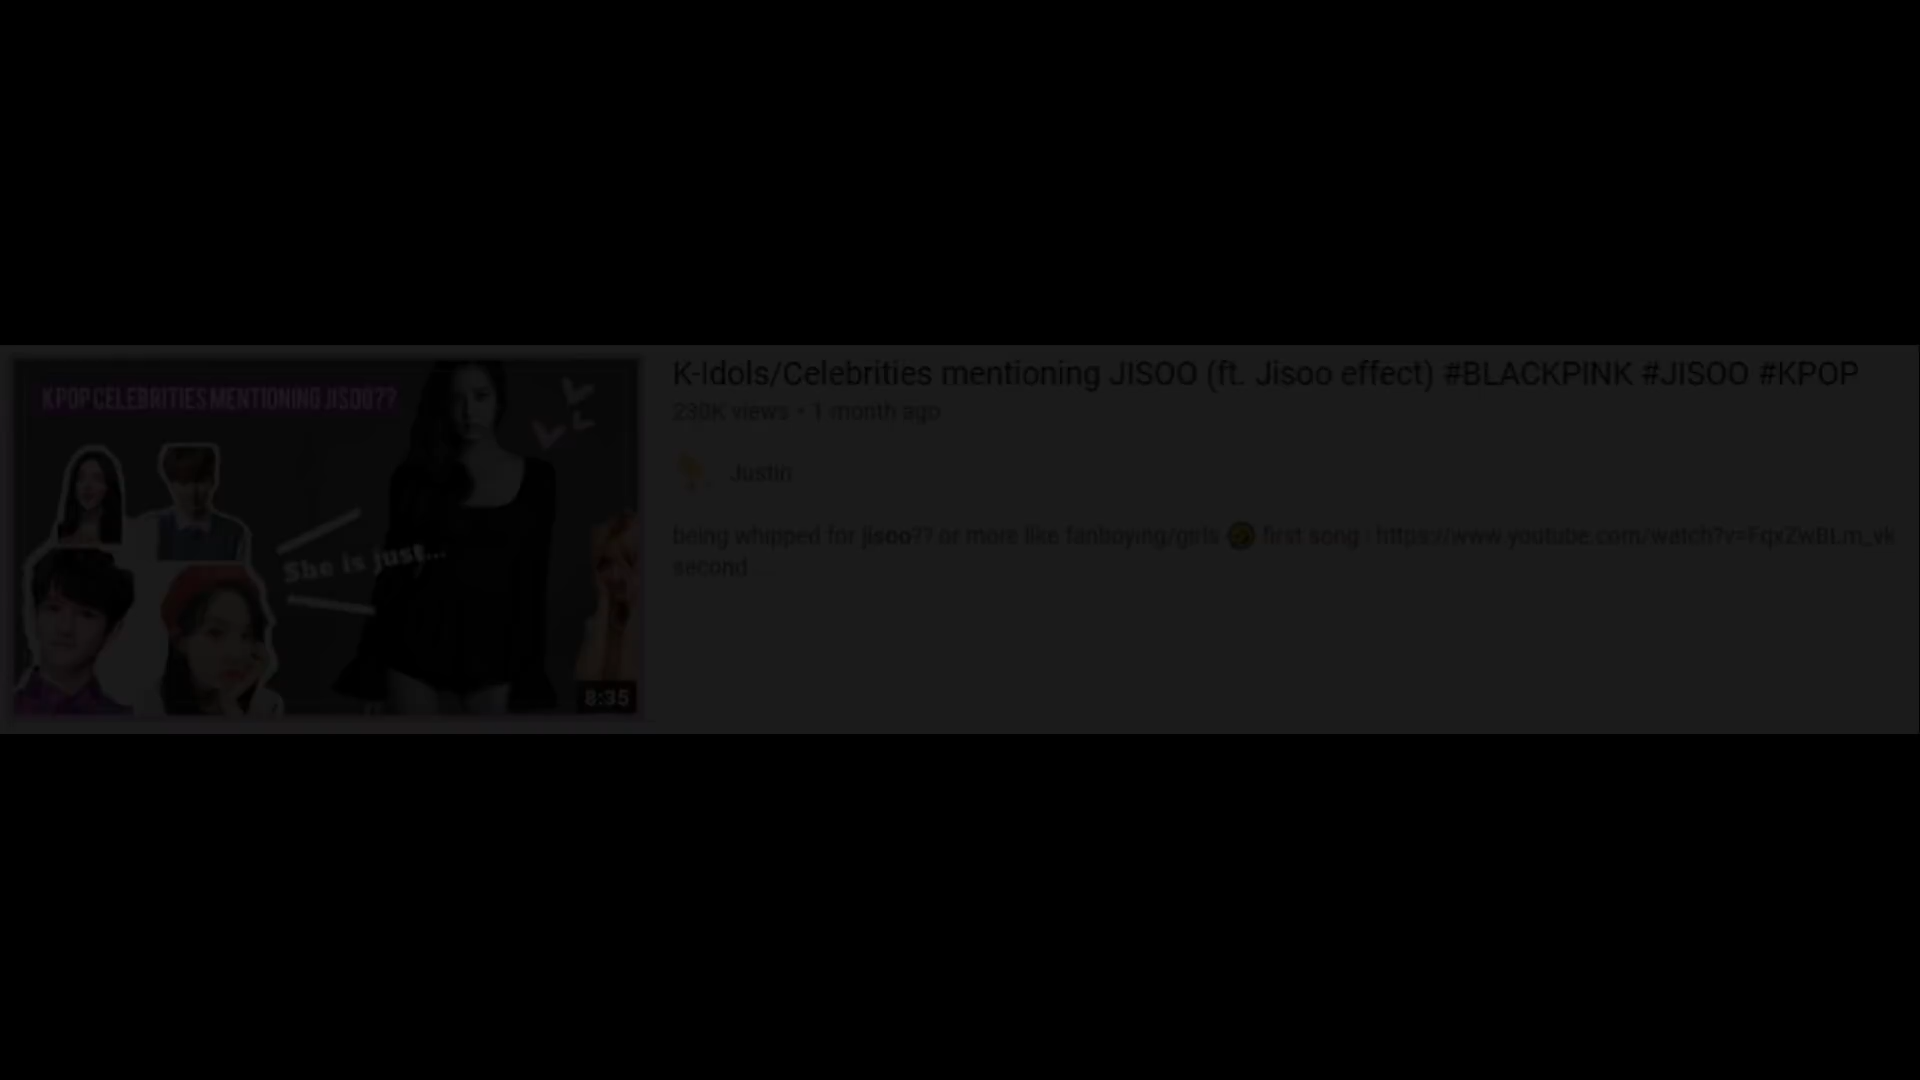 KPOP CELEBRITIES MENTIONING JISOO??
She is just...
8:35
K-Idols/Celebrities mentioning JISOO (ft. Jisoo effect) #BLACKPINK #JISOO #KPOP
230K views • 1 month ago
Justin
being whipped for jisoo?? or more like fanboying/girls first song : https://www.youtube.com/watch?v=FqxZwBLm_vk
second ...